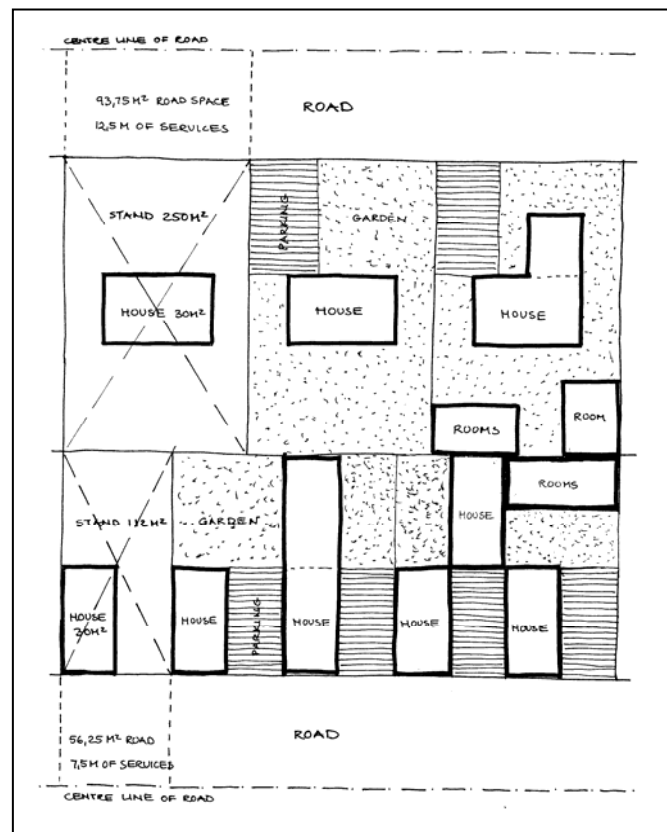 CENTRE LINE OF ROAD
93,75 M² ROAD SPACE
12,5 M OF SERVICES
ROAD
STAND 250M²
PARKING
GARDEN
HOUSE 30M²
HOUSE
HOUSE
ROOMS
ROOM
STAND 112M²
GARDEN
HOUSE
ROOMS
HOUSE
30M²
HOUSE
PARKING
HOUSE
HOUSE
HOUSE
56,25 M² ROAD
7,5 M OF SERVICES
ROAD
CENTRE LINE OF ROAD